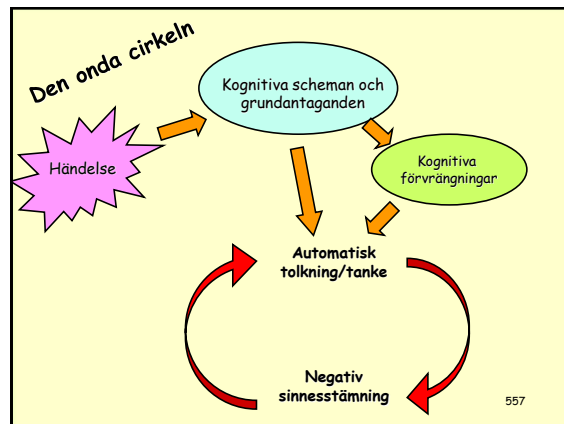 Den onda cirkeln
Kognitiva scheman och
grundantaganden
Händelse
Kognitiva
förvrängningar
Automatisk
tolkning/tanke
Negativ
sinnesstämning
557